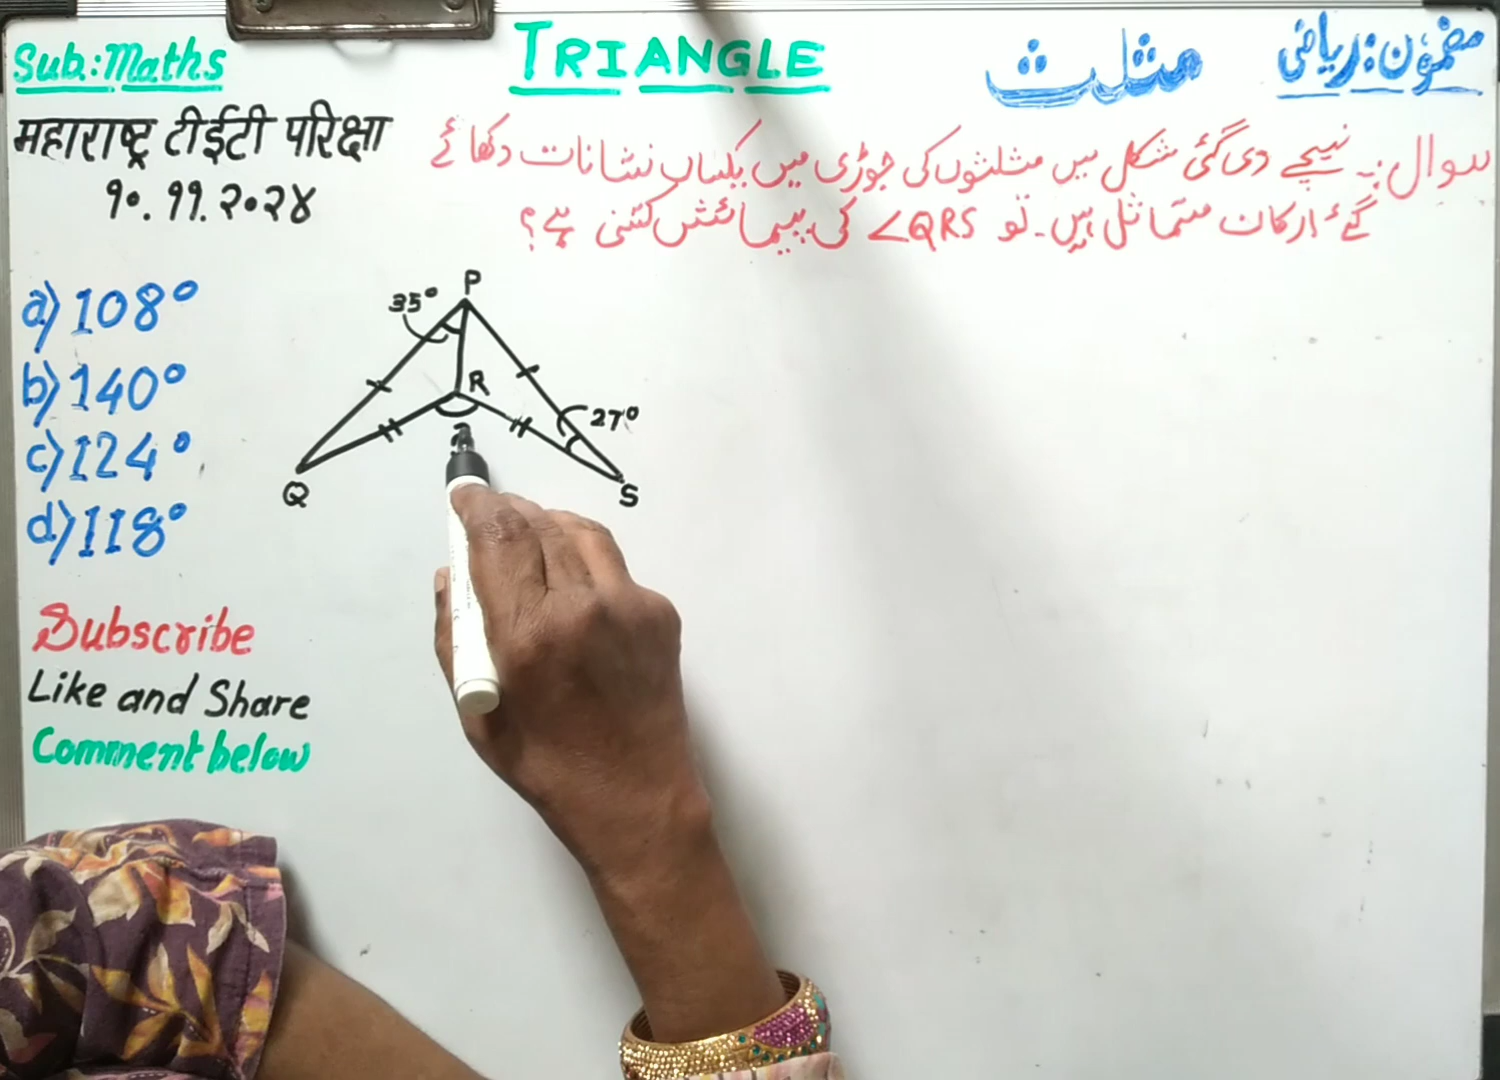 Sub.: Maths
TRIANGLE
مثلث
مضمون: ریاضی
महाराष्ट्र टीईटी परिक्षा
१०.११.२०२४
سوال:۔ نیچے دی گئی شکل میں مثلثوں کی جوڑی میں یکساں نشانات دکھائے
گئے ارکان متماثل ہیں۔ تو ∠QRS کی پیمائش کتنی ہے؟
a) 108°
b) 140°
c) 124°
d) 118°
P
35°
R
27°
Q
S
Subscribe
Like and Share
Comment below